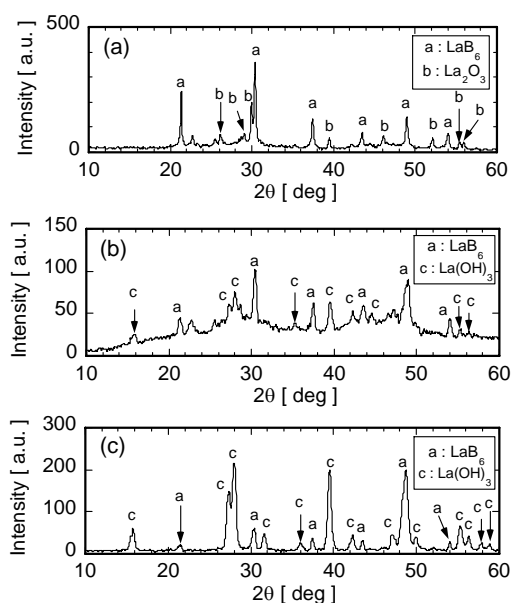 (a)
a : LaB6
b : La2O3
Intensity [ a.u. ]
500
0
a b b b a a b a b a b a b b
10 20 30 40 50 60
2θ [ deg ]
(b)
a : LaB6
c : La(OH)3
Intensity [ a.u. ]
150
100
50
0
c a c c a c a c c a c a a c c
10 20 30 40 50 60
2θ [ deg ]
(c)
a : LaB6
c : La(OH)3
Intensity [ a.u. ]
300
200
100
0
c a c c a c c a c c a c a c a c c c c
10 20 30 40 50 60
2θ [ deg ]